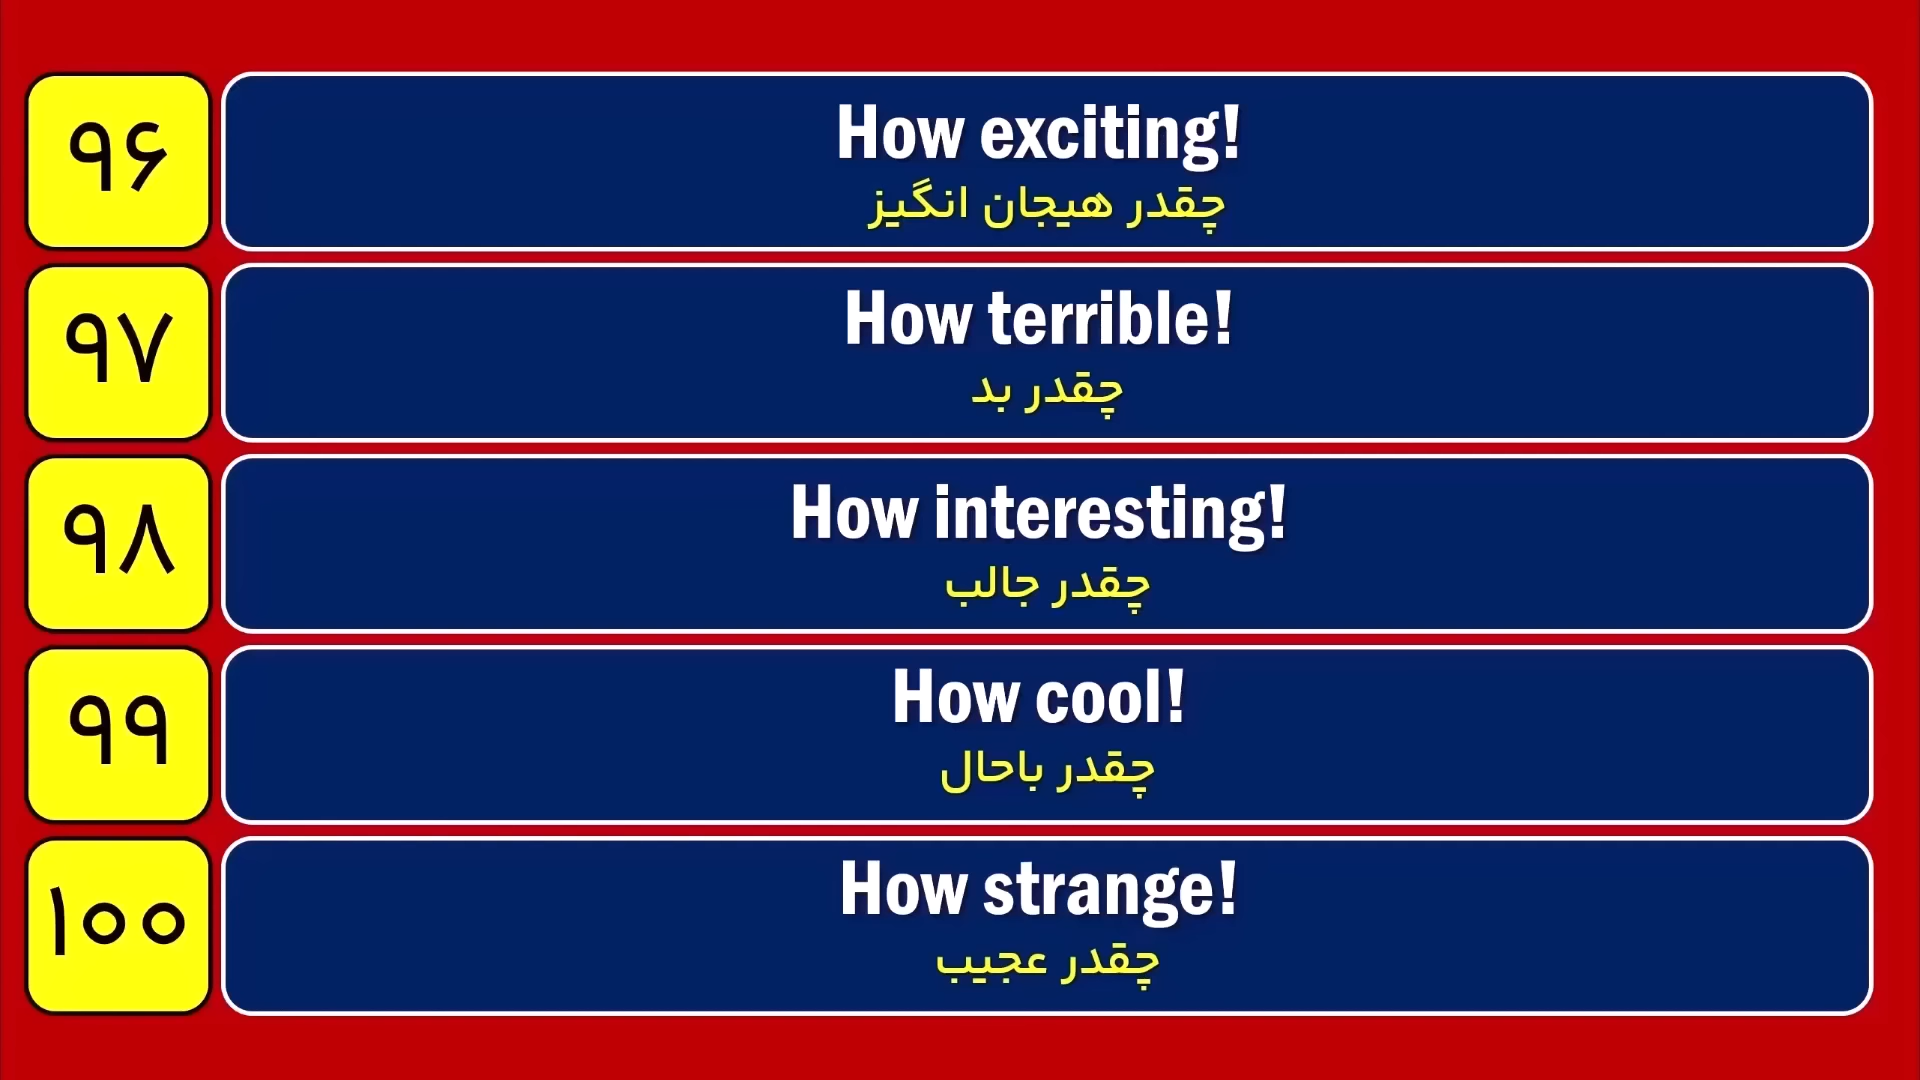 ۹۶
How exciting!
چقدر هیجان انگیز
۹۷
How terrible!
چقدر بد
۹۸
How interesting!
چقدر جالب
۹۹
How cool!
چقدر باحال
۱۰۰
How strange!
چقدر عجیب